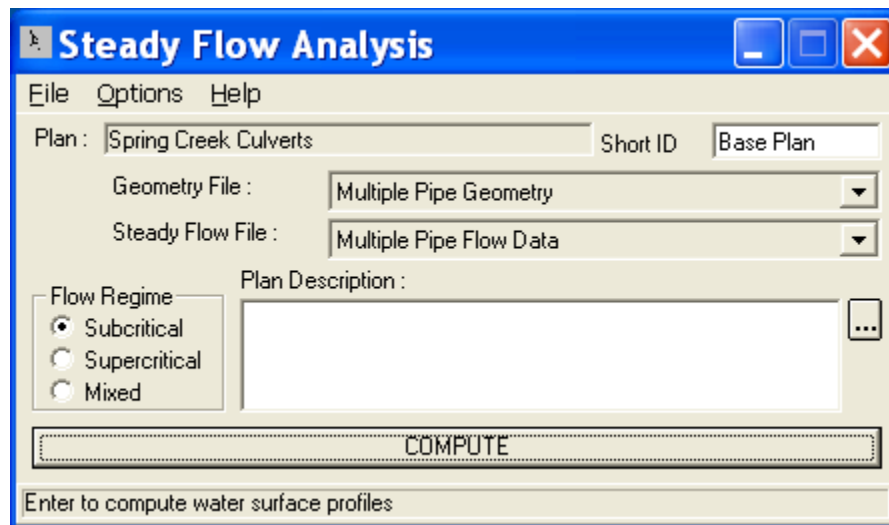 Steady Flow Analysis
File Options Help
Plan : Spring Creek Culverts Short ID Base Plan
Geometry File : Multiple Pipe Geometry
Steady Flow File : Multiple Pipe Flow Data
Plan Description :
Flow Regime
Subcritical
Supercritical
Mixed
...
COMPUTE
Enter to compute water surface profiles